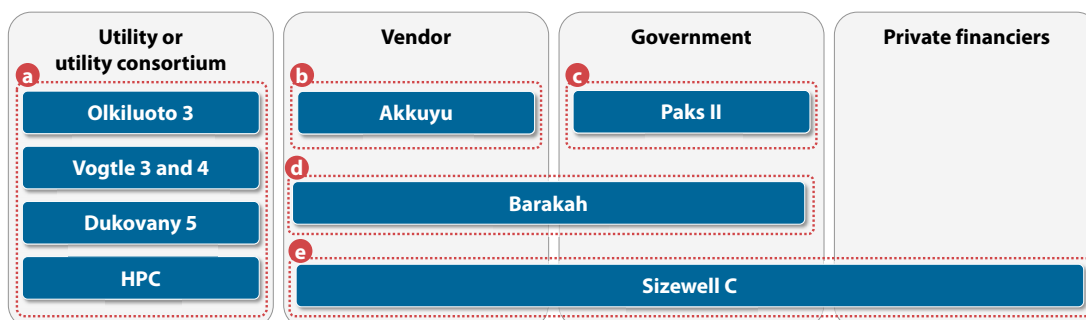 Utility or
utility consortium
Vendor
Government
Private financiers
a
Olkiluoto 3
Vogtle 3 and 4
Dukovany 5
HPC
b
Akkuyu
c
Paks II
d
Barakah
e
Sizewell C